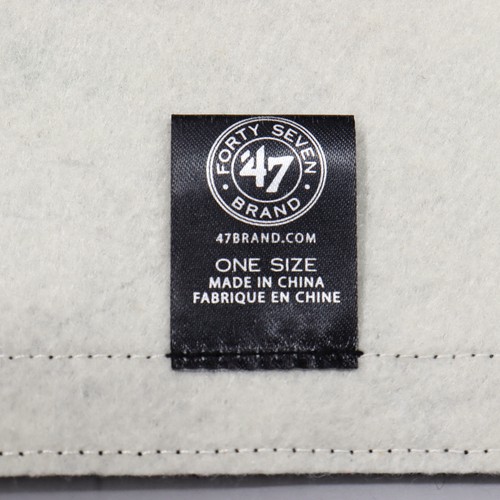 FORTY SEVEN
'47
BRAND
47BRAND.COM
ONE SIZE
MADE IN CHINA
FABRIQUE EN CHINE